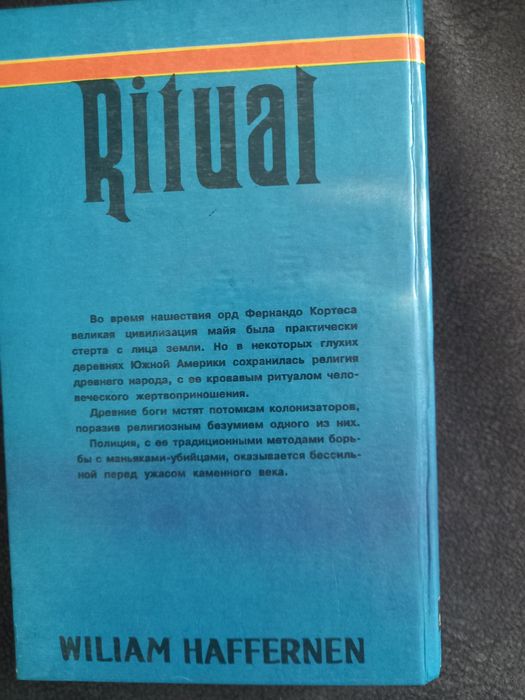 Ritual
Во время нашествия орд Фернандо Кортеса
великая цивилизация майя была практически
стерта с лица земли. Но в некоторых глухих
деревнях Южной Америки сохранилась религия
древнего народа, с ее кровавым ритуалом чело-
веческого жертвоприношения.
Древние боги мстят потомкам колонизаторов,
поразив религиозным безумием одного из них.
Полиция, с ее традиционными методами борь-
бы с маньяками-убийцами, оказывается бессиль-
ной перед ужасом каменного века.
WILIAM HAFFERNEN